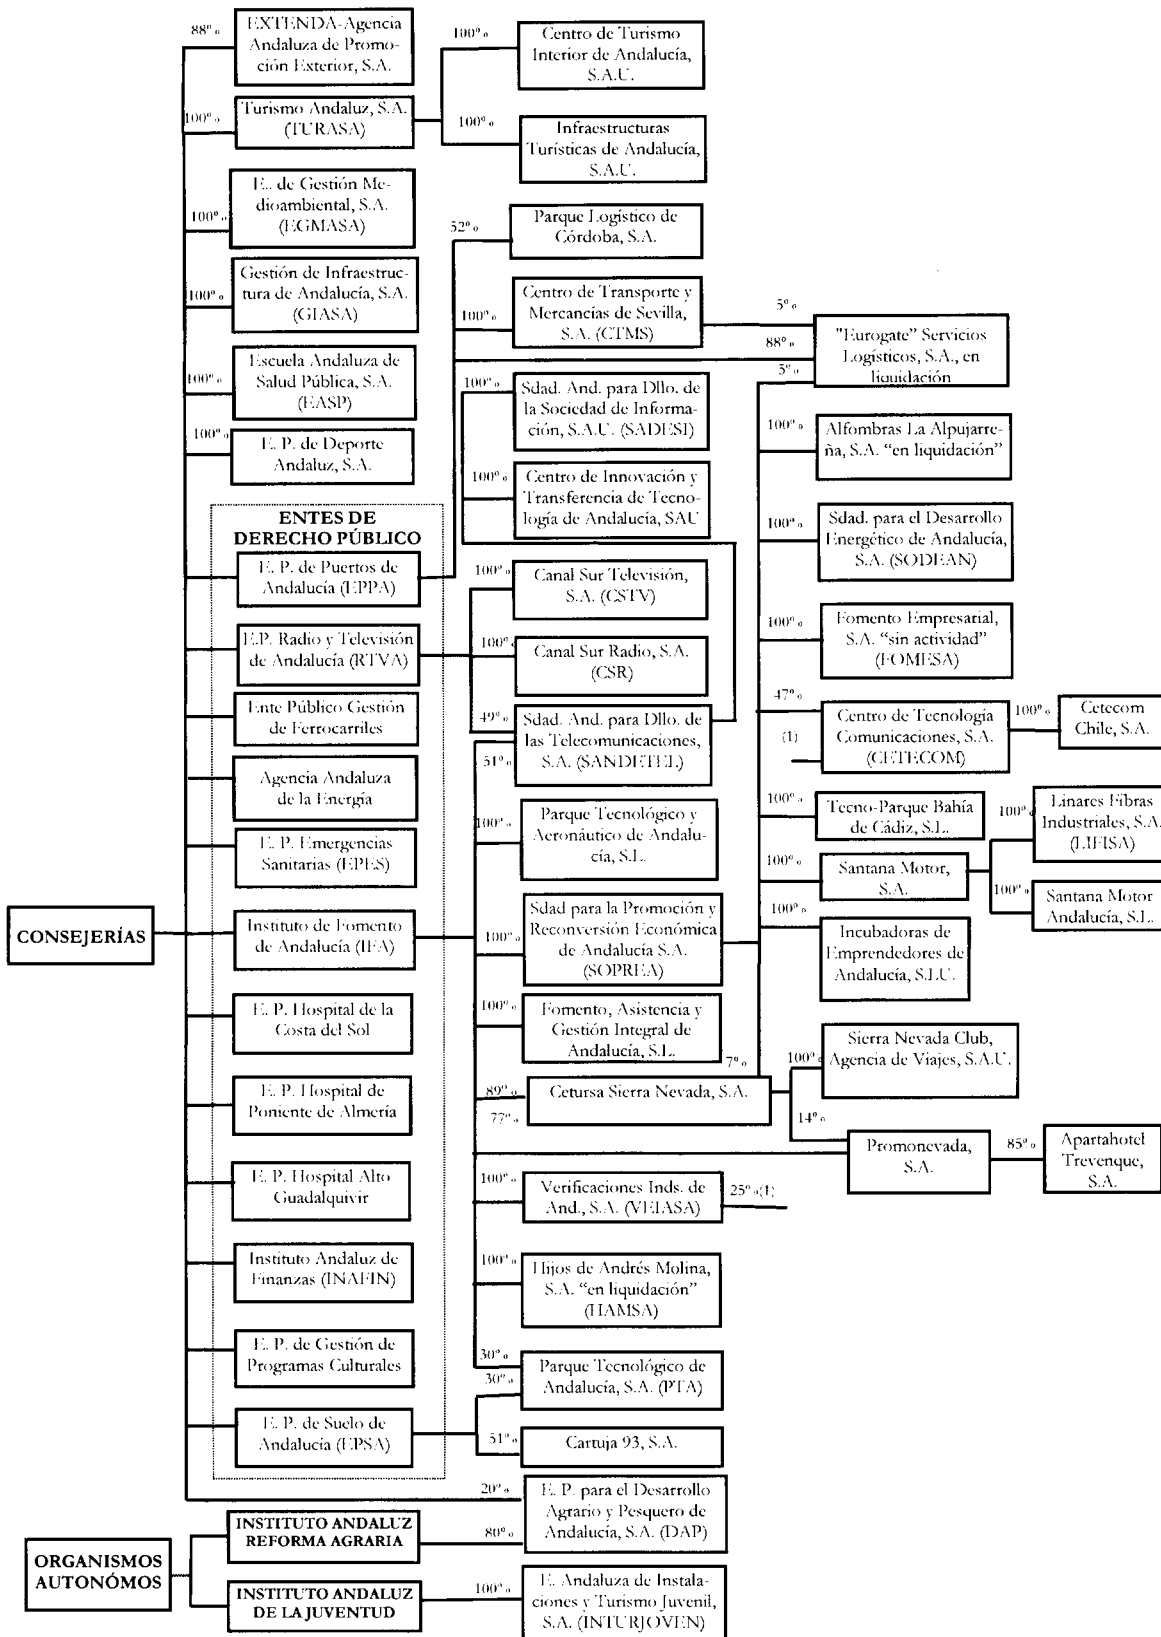 88%
EXTENDA-Agencia
Andaluza de Promo-
ción Exterior, S.A.
100%
Turismo Andaluz, S.A.
(TURASA)
100%
Centro de Turismo
Interior de Andalucía,
S.A.U.
100%
Infraestructuras
Turísticas de Andalucía,
S.A.U.
100%
E. de Gestión Me-
dioambiental, S.A.
(EGMASA)
100%
Gestión de Infraestruc-
tura de Andalucía, S.A.
(GIASA)
100%
Escuela Andaluza de
Salud Pública, S.A.
(EASP)
100%
E. P. de Deporte
Andaluz, S.A.
52%
Parque Logístico de
Córdoba, S.A.
100%
Centro de Transporte y
Mercancías de Sevilla,
S.A. (CTMS)
5%
88%
5%
"Eurogate" Servicios
Logísticos, S.A., en
liquidación
100%
Sdad. And. para Dllo. de
la Sociedad de Informa-
ción, S.A.U. (SADESI)
100%
Centro de Innovación y
Transferencia de Tecno-
logía de Andalucía, SAU
100%
Alfombras La Alpujarre-
ña, S.A. “en liquidación”
100%
Sdad. para el Desarrollo
Energético de Andalucía,
S.A. (SODEAN)
100%
Fomento Empresarial,
S.A. “sin actividad”
(FOMESA)
47%
(1)
Centro de Tecnología
Comunicaciones, S.A.
(CETECOM)
100%
Cetecom
Chile, S.A.
ENTES DE
DERECHO PÚBLICO
E. P. de Puertos de
Andalucía (EPPA)
E.P. Radio y Televisión
de Andalucía (RTVA)
Ente Público Gestión
de Ferrocarriles
Agencia Andaluza
de la Energía
E. P. Emergencias
Sanitarias (EPES)
Instituto de Fomento
de Andalucía (IFA)
E. P. Hospital de la
Costa del Sol
E. P. Hospital de
Poniente de Almería
E. P. Hospital Alto
Guadalquivir
Instituto Andaluz de
Finanzas (INAFIN)
E. P. de Gestión de
Programas Culturales
E. P. de Suelo de
Andalucía (EPSA)
CONSEJERÍAS
100%
Canal Sur Televisión,
S.A. (CSTV)
100%
Canal Sur Radio, S.A.
(CSR)
49%
51%
Sdad. And. para Dllo. de
las Telecomunicaciones,
S.A. (SANDETEL)
100%
Parque Tecnológico y
Aeronáutico de Andalu-
cía, S.L.
100%
Sdad para la Promoción y
Reconversión Económica
de Andalucía S.A.
(SOPREA)
100%
Fomento, Asistencia y
Gestión Integral de
Andalucía, S.L.
100%
Tecno-Parque Bahía
de Cádiz, S.L.
100%
Santana Motor,
S.A.
100%
Linares Fibras
Industriales, S.A.
(LIFISA)
100%
Santana Motor
Andalucía, S.L.
100%
Incubadoras de
Emprendedores de
Andalucía, S.L.U.
7%
89%
Cetursa Sierra Nevada, S.A.
77%
100%
Sierra Nevada Club,
Agencia de Viajes, S.A.U.
14%
Promonevada,
S.A.
85%
Apartahotel
Trevenque,
S.A.
100%
Verificaciones Inds. de
And., S.A. (VEIASA)
25%(1)
100%
Hijos de Andrés Molina,
S.A. “en liquidación”
(HAMSA)
30%
30%
Parque Tecnológico de
Andalucía, S.A. (PTA)
51%
Cartuja 93, S.A.
20%
E. P. para el Desarrollo
Agrario y Pesquero de
Andalucía, S.A. (DAP)
ORGANISMOS
AUTONÓMOS
INSTITUTO ANDALUZ
REFORMA AGRARIA
80%
INSTITUTO ANDALUZ
DE LA JUVENTUD
100%
E. Andaluza de Instala-
ciones y Turismo Juvenil,
S.A. (INTURJOVEN)